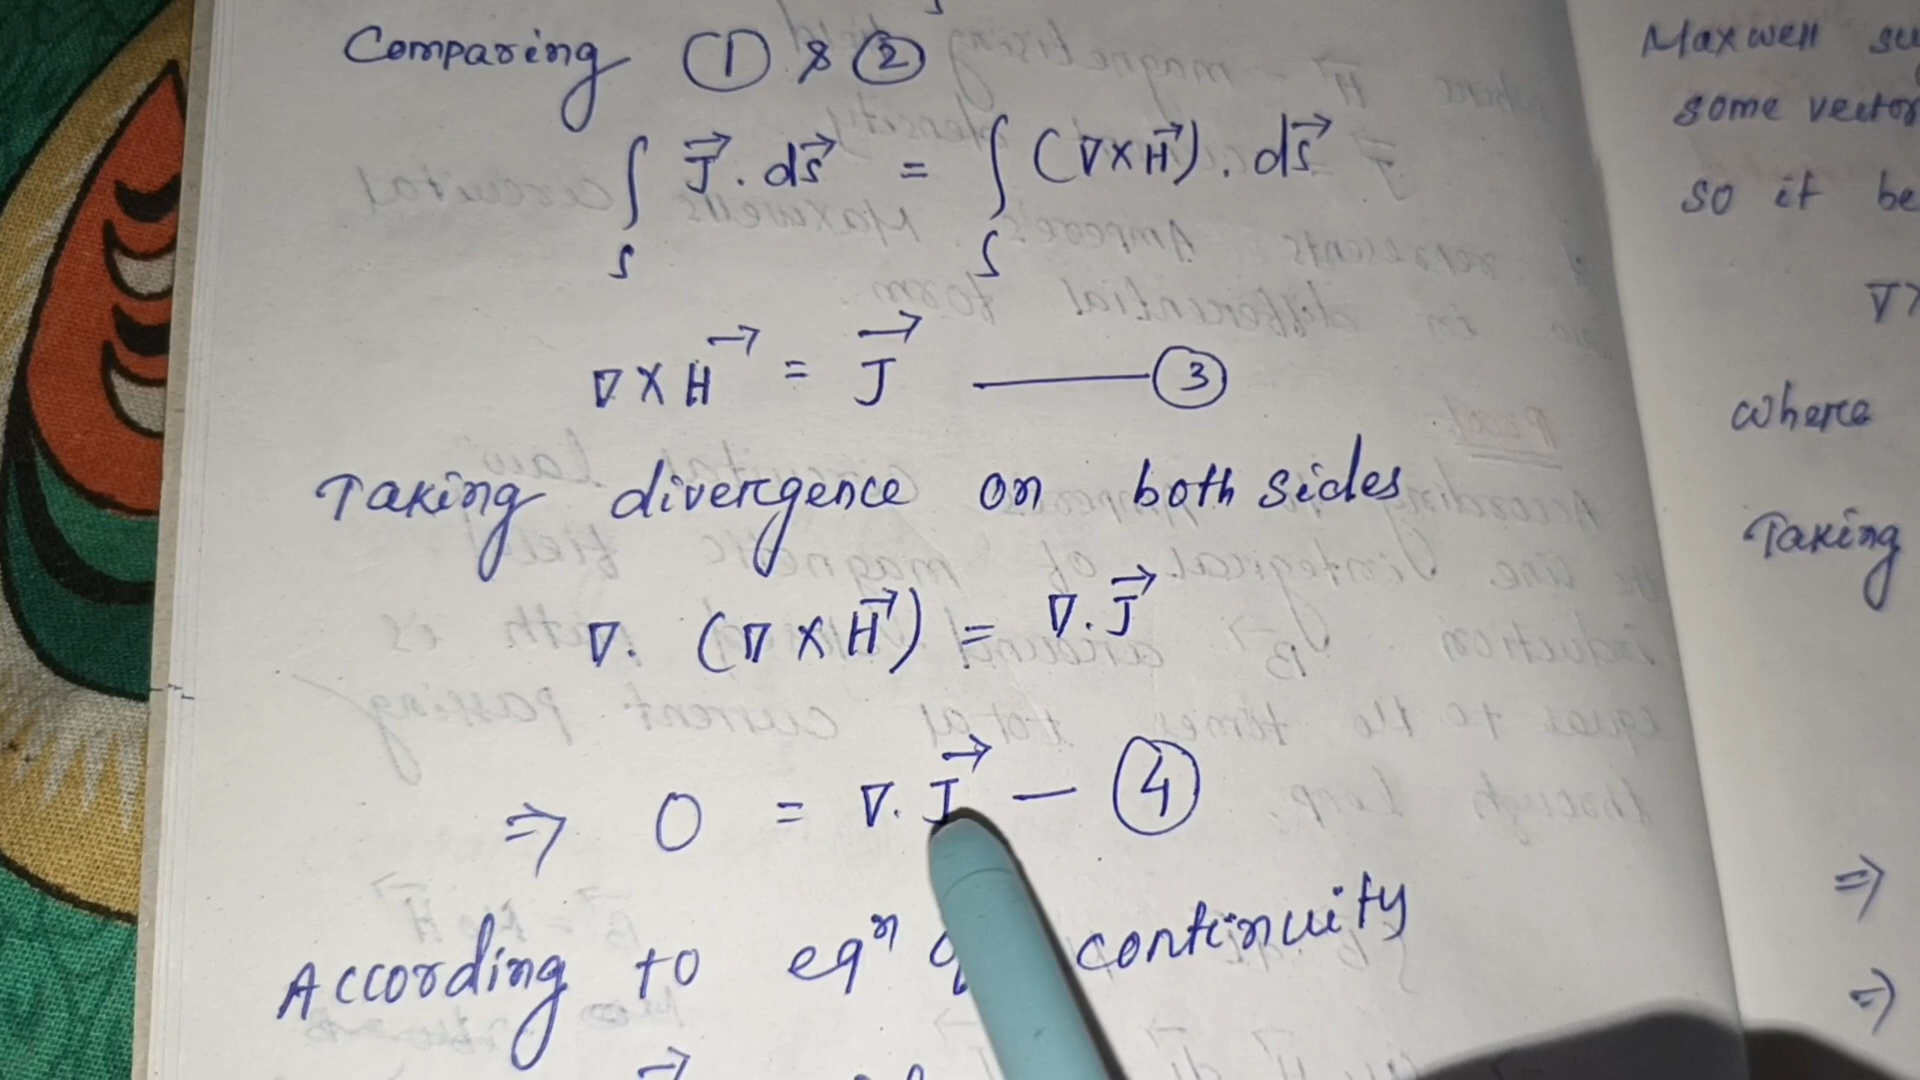 Comparing ① & ②
∫_S J⃗ . dS⃗ = ∫_S (∇×H⃗) . dS⃗
∇×H⃗ = J⃗ —— ③
Taking divergence on both sides
∇. (∇×H⃗) = ∇. J⃗
⇒ 0 = ∇. J⃗ — ④
According to eqⁿ continuity
Maxwell
some vector
so it be
∇×
where
Taking
⇒
⇒